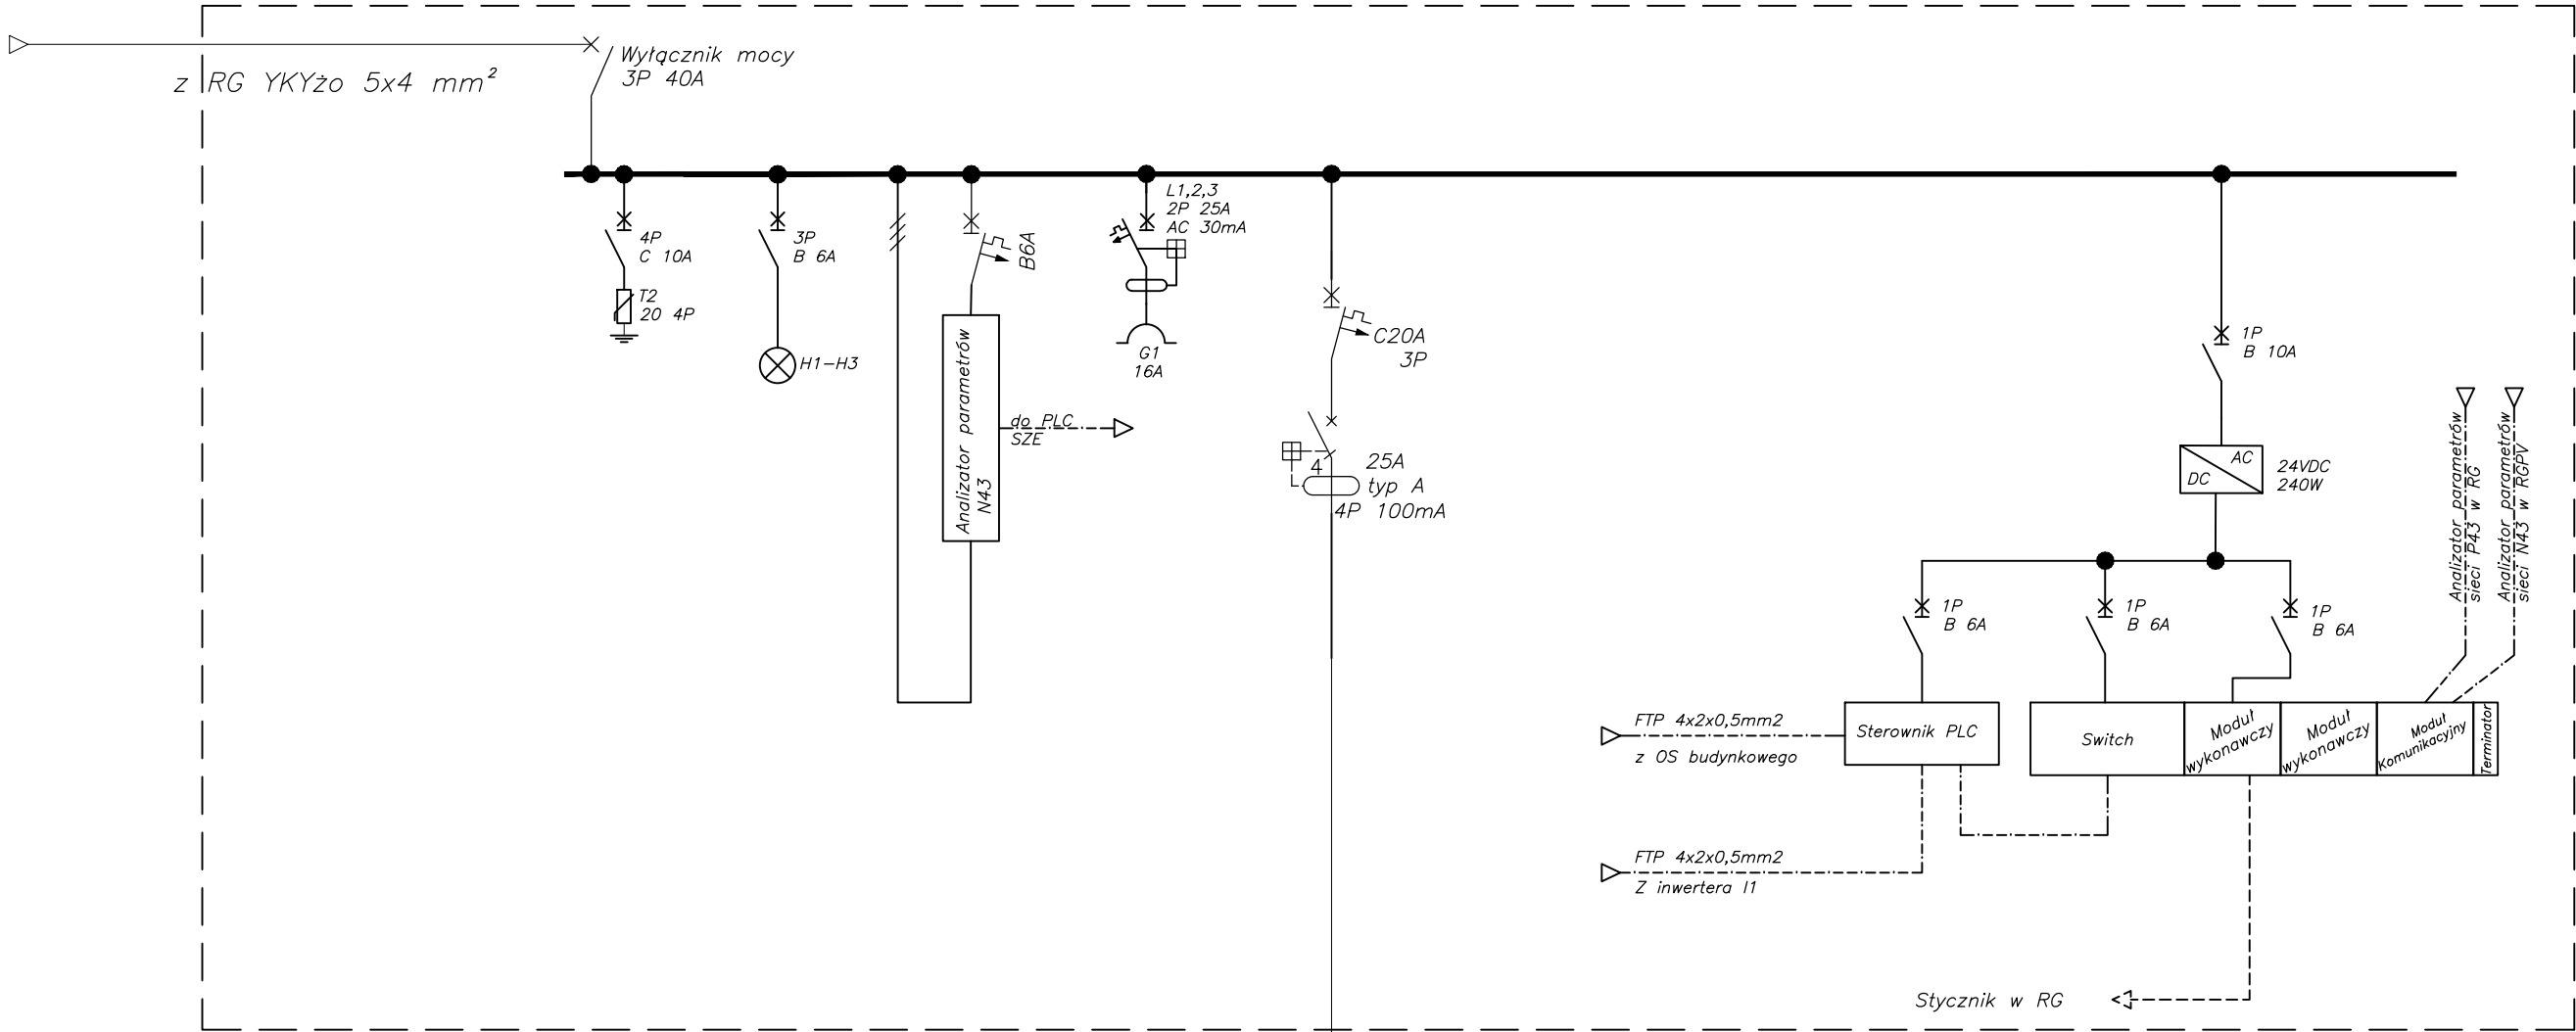 z RG YKYżo 5x4 mm²
Wyłącznik mocy
3P 40A
4P
C 10A
T2
20 4P
3P
B 6A
H1-H3
B6A
Analizator parametrów
N43
do PLC
SZE
L1,2,3
2P 25A
AC 30mA
G1
16A
C20A
3P
4
25A
typ A
4P 100mA
1P
B 10A
AC
DC
24VDC
240W
1P
B 6A
1P
B 6A
1P
B 6A
Analizator parametrów
sieci P43 w RG
Analizator parametrów
sieci N43 w RGPV
FTP 4x2x0,5mm2
z OS budynkowego
Sterownik PLC
Switch
Moduł
wykonawczy
Moduł
wykonawczy
Moduł
Komunikacyjny
Terminator
FTP 4x2x0,5mm2
Z inwertera I1
Stycznik w RG